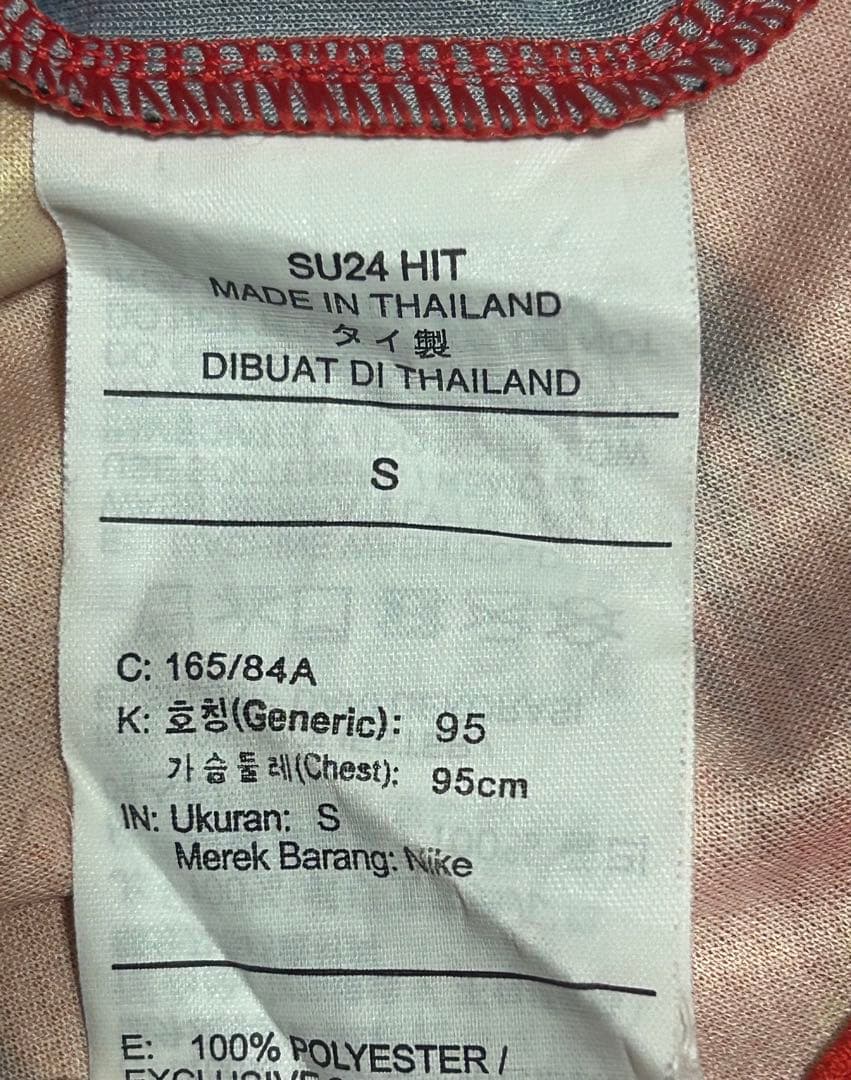 SU24 HIT
MADE IN THAILAND
タイ製
DIBUAT DI THAILAND
S
C: 165/84A
K: 호칭(Generic): 95
가슴둘레(Chest): 95cm
IN: Ukuran: S
Merek Barang: Nike
E: 100% POLYESTER /